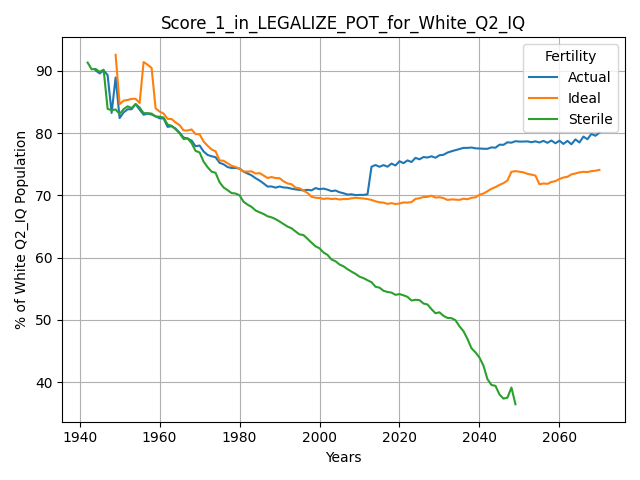 Score_1_in_LEGALIZE_POT_for_White_Q2_IQ
% of White Q2_IQ Population
90
80
70
60
50
40
Fertility
Actual
Ideal
Sterile
1940
1960
1980
2000
2020
2040
2060
Years